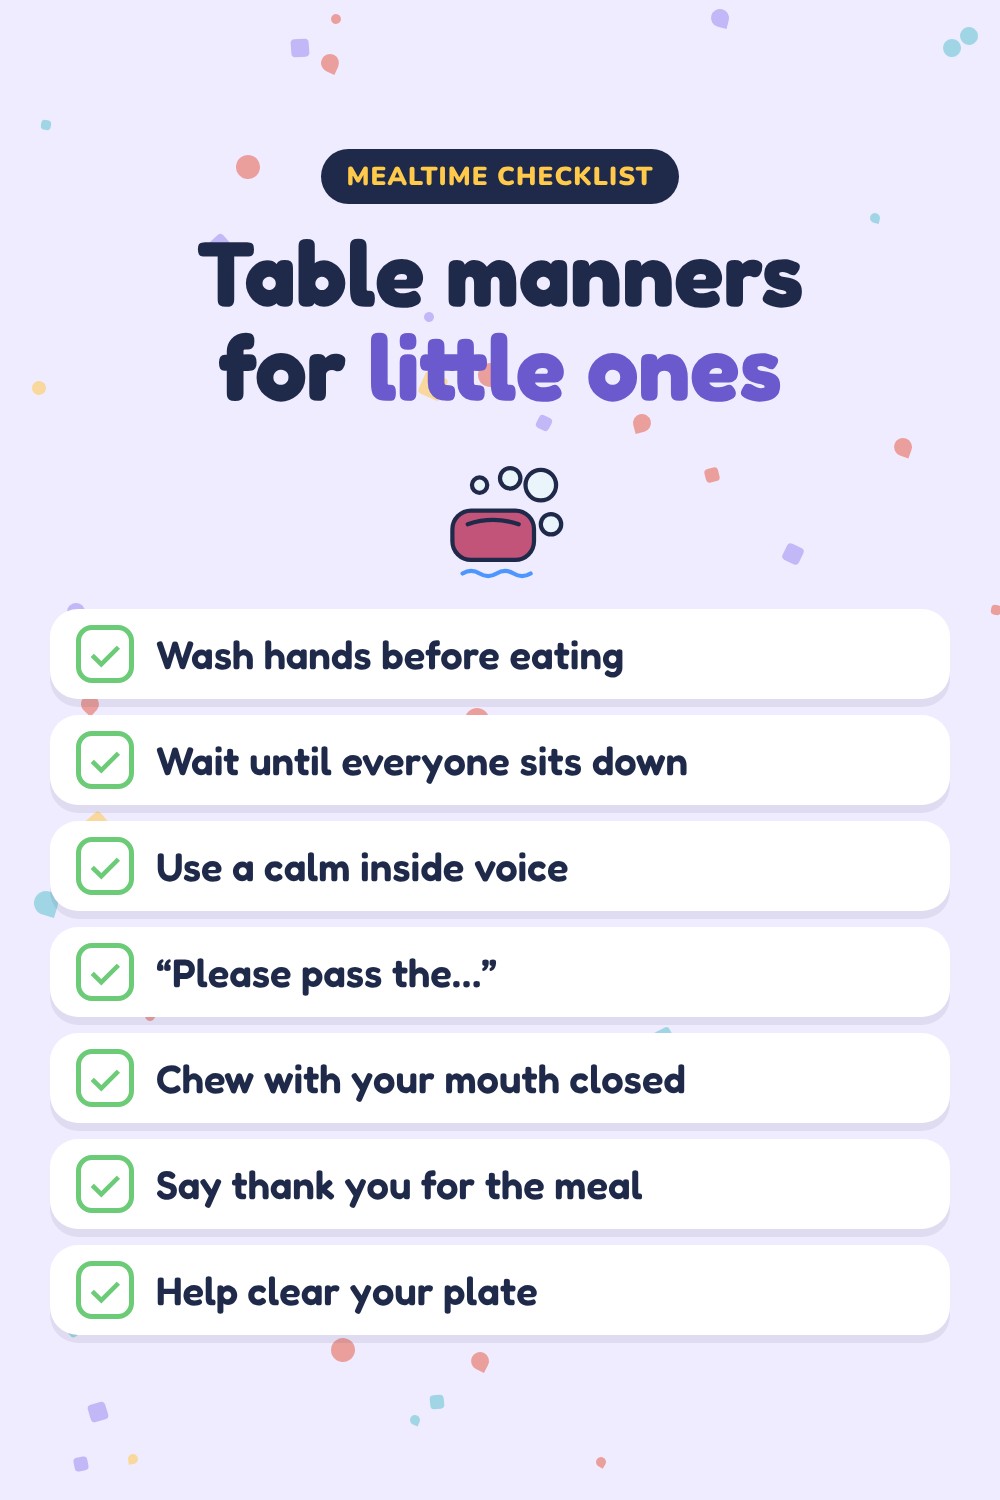 MEALTIME CHECKLIST
Table manners
for little ones
Wash hands before eating
Wait until everyone sits down
Use a calm inside voice
“Please pass the...”
Chew with your mouth closed
Say thank you for the meal
Help clear your plate